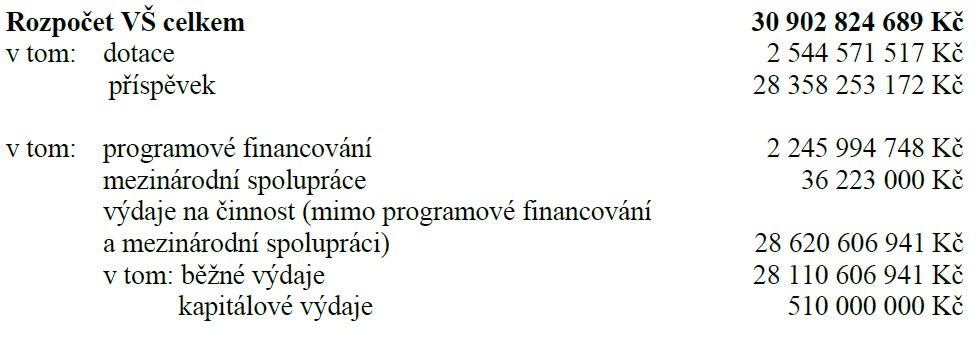 Rozpočet VŠ celkem 30 902 824 689 Kč
v tom: dotace 2 544 571 517 Kč
příspěvek 28 358 253 172 Kč
v tom: programové financování 2 245 994 748 Kč
mezinárodní spolupráce 36 223 000 Kč
výdaje na činnost (mimo programové financování
a mezinárodní spolupráci) 28 620 606 941 Kč
v tom: běžné výdaje 28 110 606 941 Kč
kapitálové výdaje 510 000 000 Kč